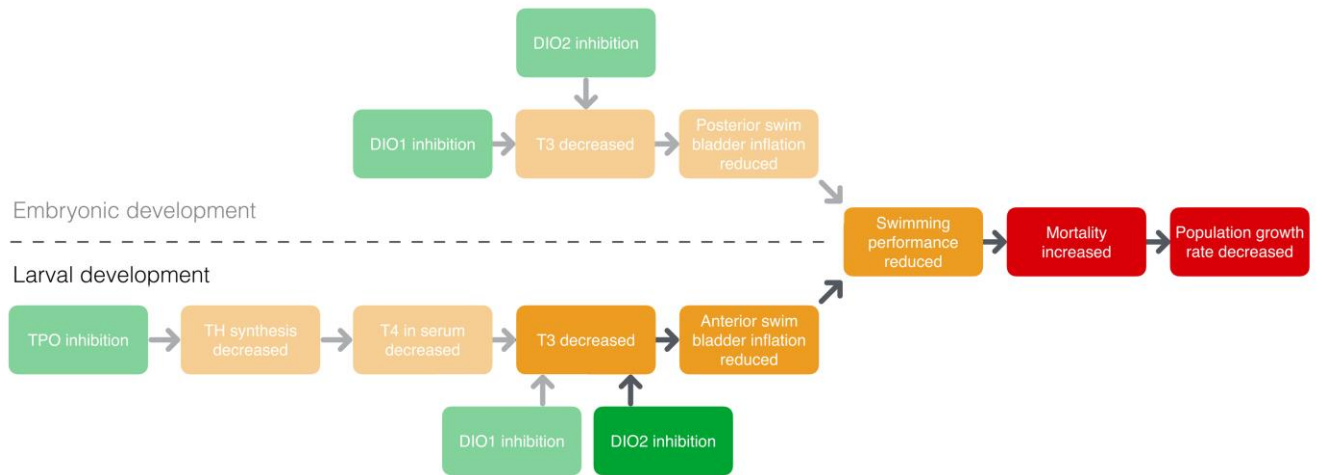 DIO2 inhibition
DIO1 inhibition
T3 decreased
Posterior swim
bladder inflation
reduced
Embryonic development
Swimming
performance
reduced
Mortality
increased
Population growth
rate decreased
Larval development
TPO inhibition
TH synthesis
decreased
T4 in serum
decreased
T3 decreased
Anterior swim
bladder inflation
reduced
DIO1 inhibition
DIO2 inhibition